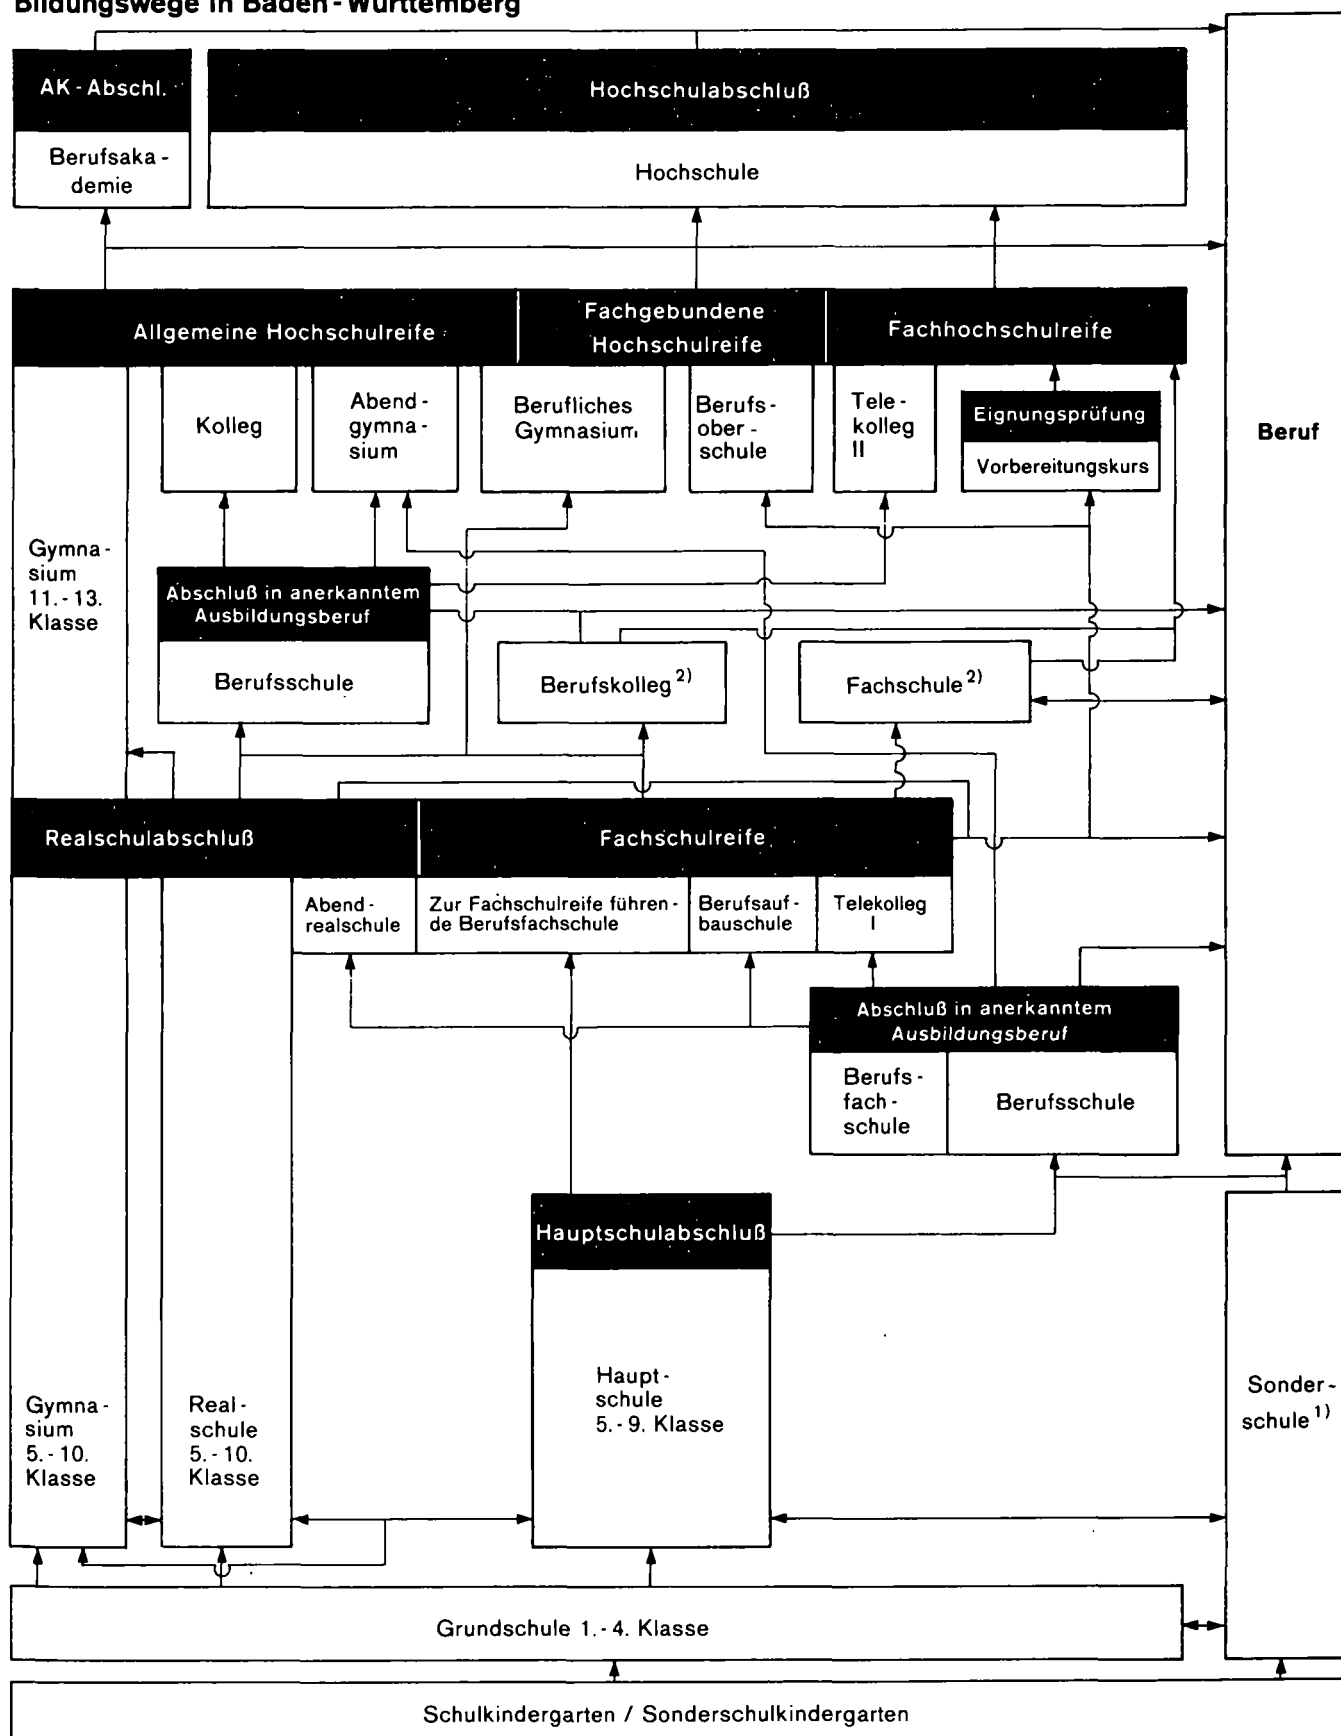 Bildungswege in Baden-Württemberg
AK-Abschl.
Hochschulabschluß
Berufsaka-
demie
Hochschule
Allgemeine Hochschulreife
Fachgebundene
Hochschulreife
Fachhochschulreife
Kolleg
Abend-
gymna-
sium
Berufliches
Gymnasium
Berufs-
ober-
schule
Tele-
kolleg
II
Eignungsprüfung
Vorbereitungskurs
Beruf
Gymna-
sium
11.-13.
Klasse
Abschluß in anerkanntem
Ausbildungsberuf
Berufsschule
Berufskolleg 2)
Fachschule 2)
Realschulabschluß
Fachschulreife
Abend-
realschule
Zur Fachschulreife führen-
de Berufsfachschule
Berufsauf-
bauschule
Telekolleg
I
Abschluß in anerkanntem
Ausbildungsberuf
Berufs-
fach-
schule
Berufsschule
Hauptschulabschluß
Gymna-
sium
5.-10.
Klasse
Real-
schule
5.-10.
Klasse
Haupt-
schule
5.-9. Klasse
Sonder-
schule 1)
Grundschule 1.-4. Klasse
Schulkindergarten / Sonderschulkindergarten